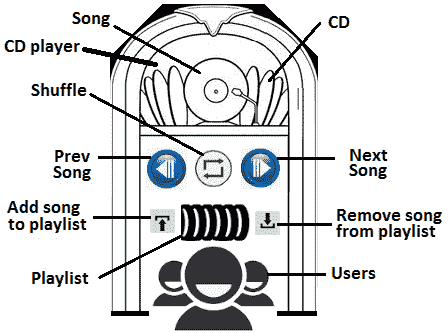 Song
CD
CD player
Shuffle
Prev
Song
Next
Song
Add song
to playlist
Remove song
from playlist
Playlist
Users